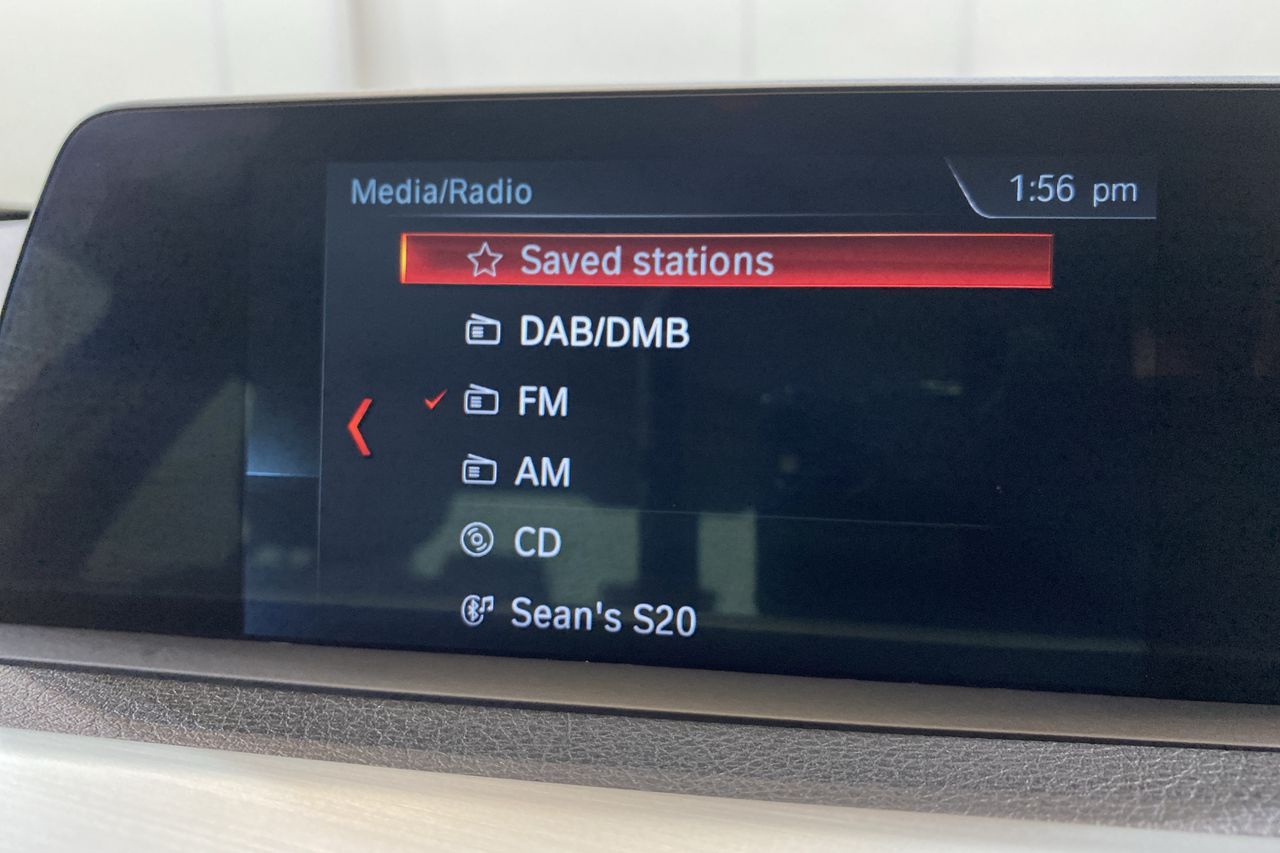 Media/Radio
1:56 pm
Saved stations
DAB/DMB
FM
AM
CD
Sean's S20